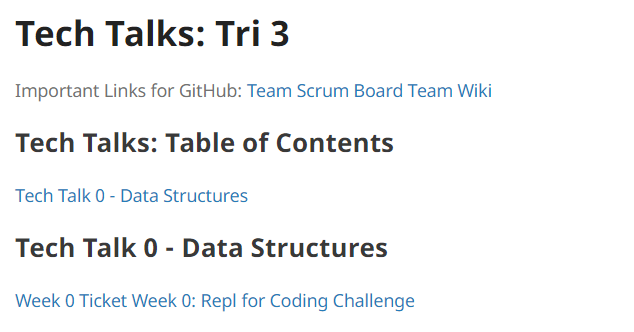 Tech Talks: Tri 3
Important Links for GitHub: Team Scrum Board Team Wiki
Tech Talks: Table of Contents
Tech Talk 0 - Data Structures
Tech Talk 0 - Data Structures
Week 0 Ticket Week 0: Repl for Coding Challenge